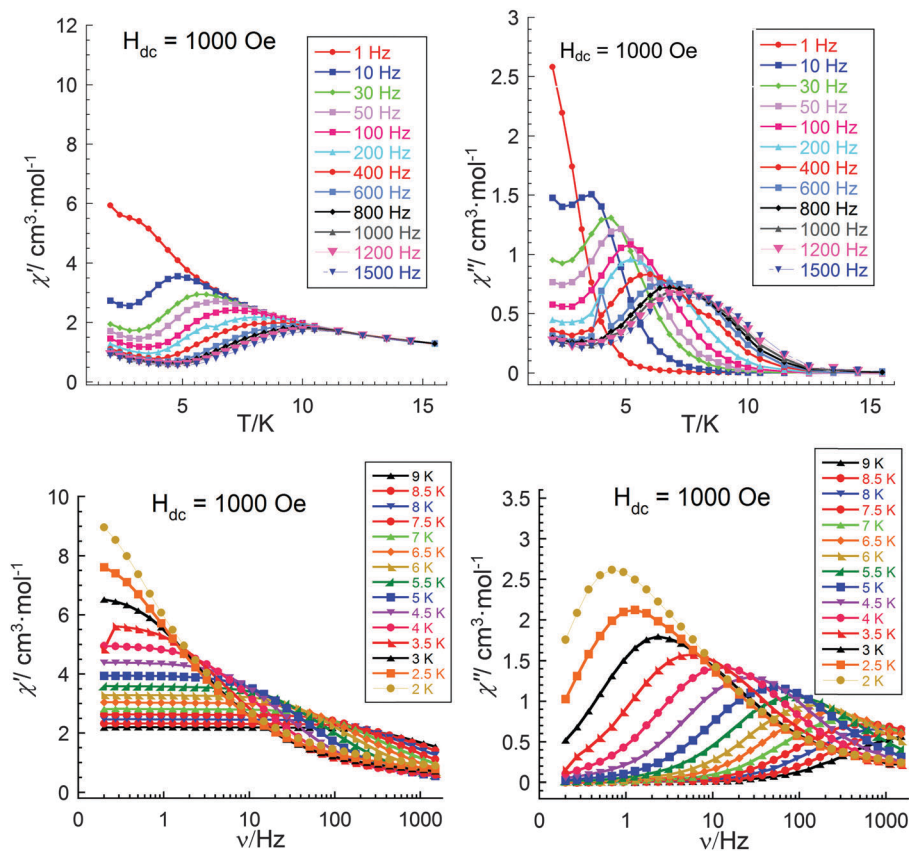 H_dc = 1000 Oe
1 Hz
10 Hz
30 Hz
50 Hz
100 Hz
200 Hz
400 Hz
600 Hz
800 Hz
1000 Hz
1200 Hz
1500 Hz
12
10
8
6
4
2
0
χ'/ cm³·mol⁻¹
5
10
15
T/K
H_dc = 1000 Oe
1 Hz
10 Hz
30 Hz
50 Hz
100 Hz
200 Hz
400 Hz
600 Hz
800 Hz
1000 Hz
1200 Hz
1500 Hz
3
2.5
2
1.5
1
0.5
0
χ"/ cm³·mol⁻¹
5
10
15
T/K
H_dc = 1000 Oe
9 K
8.5 K
8 K
7.5 K
7 K
6.5 K
6 K
5.5 K
5 K
4.5 K
4 K
3.5 K
3 K
2.5 K
2 K
10
8
6
4
2
0
χ'/ cm³·mol⁻¹
0
1
10
100
1000
ν/Hz
H_dc = 1000 Oe
9 K
8.5 K
8 K
7.5 K
7 K
6.5 K
6 K
5.5 K
5 K
4.5 K
4 K
3.5 K
3 K
2.5 K
2 K
3.5
3
2.5
2
1.5
1
0.5
0
χ"/ cm³·mol⁻¹
0
1
10
100
1000
ν/Hz